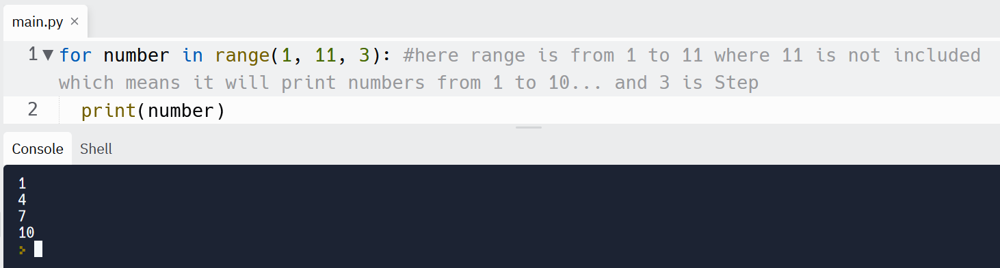 main.py ×
1 for number in range(1, 11, 3): #here range is from 1 to 11 where 11 is not included
which means it will print numbers from 1 to 10... and 3 is Step
2 print(number)
Console Shell
1
4
7
10
>